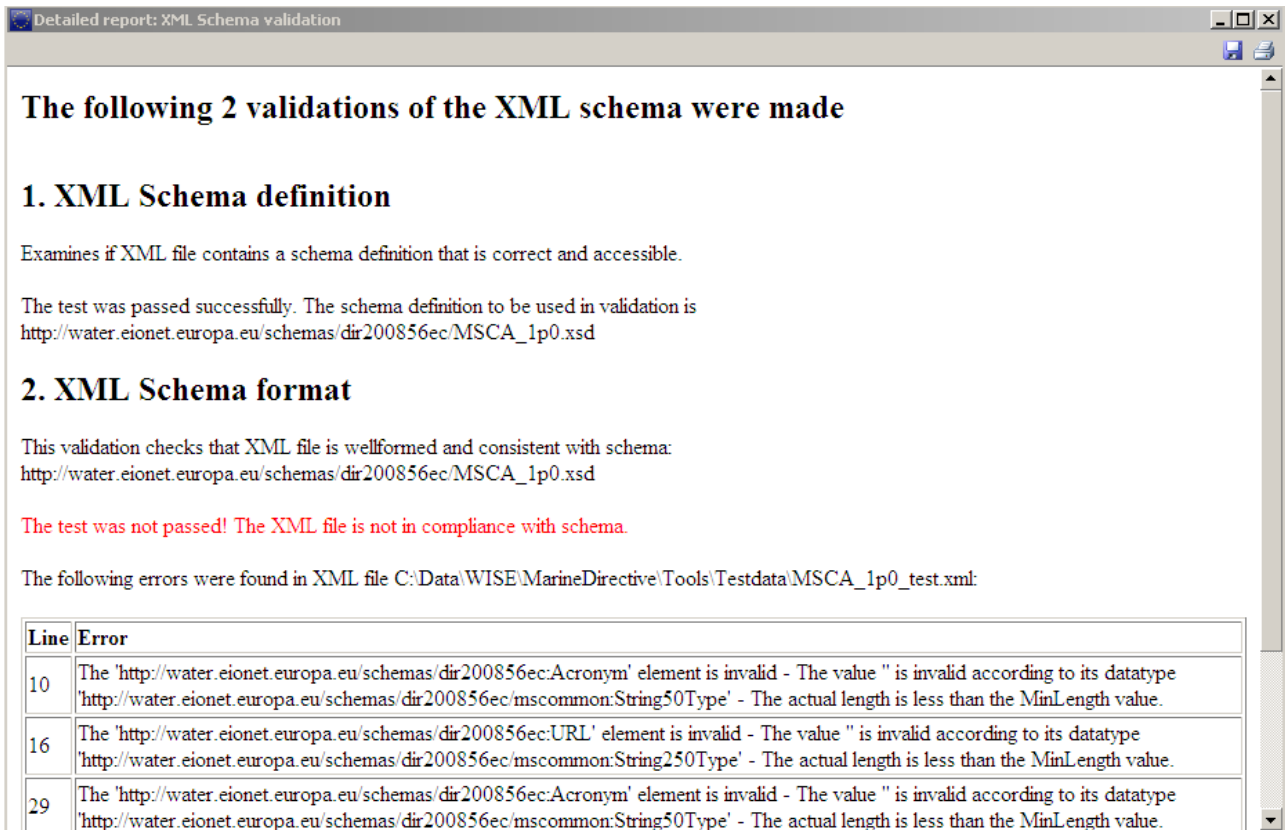 Detailed report: XML Schema validation
The following 2 validations of the XML schema were made
1. XML Schema definition
Examines if XML file contains a schema definition that is correct and accessible.
The test was passed successfully. The schema definition to be used in validation is
http://water.eionet.europa.eu/schemas/dir200856ec/MSCA_1p0.xsd
2. XML Schema format
This validation checks that XML file is wellformed and consistent with schema:
http://water.eionet.europa.eu/schemas/dir200856ec/MSCA_1p0.xsd
The test was not passed! The XML file is not in compliance with schema.
The following errors were found in XML file C:\Data\WISE\MarineDirective\Tools\Testdata\MSCA_1p0_test.xml:
Line Error
10 The 'http://water.eionet.europa.eu/schemas/dir200856ec:Acronym' element is invalid - The value '' is invalid according to its datatype
'http://water.eionet.europa.eu/schemas/dir200856ec/mscommon:String50Type' - The actual length is less than the MinLength value.
16 The 'http://water.eionet.europa.eu/schemas/dir200856ec:URL' element is invalid - The value '' is invalid according to its datatype
'http://water.eionet.europa.eu/schemas/dir200856ec/mscommon:String250Type' - The actual length is less than the MinLength value.
29 The 'http://water.eionet.europa.eu/schemas/dir200856ec:Acronym' element is invalid - The value '' is invalid according to its datatype
'http://water.eionet.europa.eu/schemas/dir200856ec/mscommon:String50Type' - The actual length is less than the MinLength value.